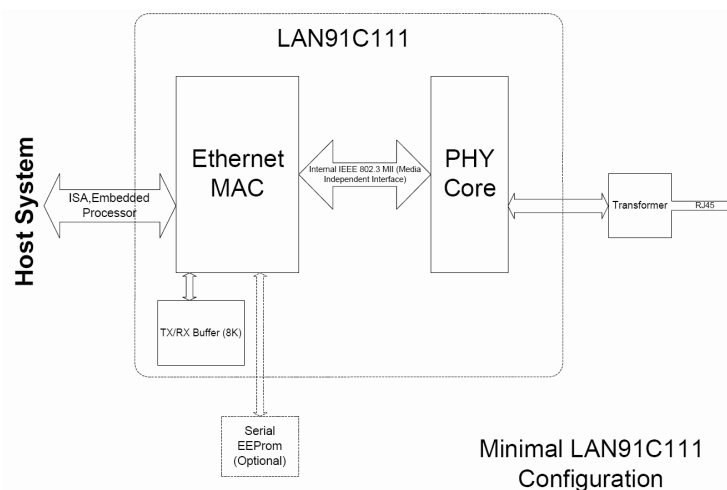 LAN91C111
Host System
ISA,Embedded
Processor
Ethernet
MAC
Internal IEEE 802.3 MII (Media
Independent Interface)
PHY
Core
Transformer
RJ45
TX/RX Buffer (8K)
Serial
EEProm
(Optional)
Minimal LAN91C111
Configuration